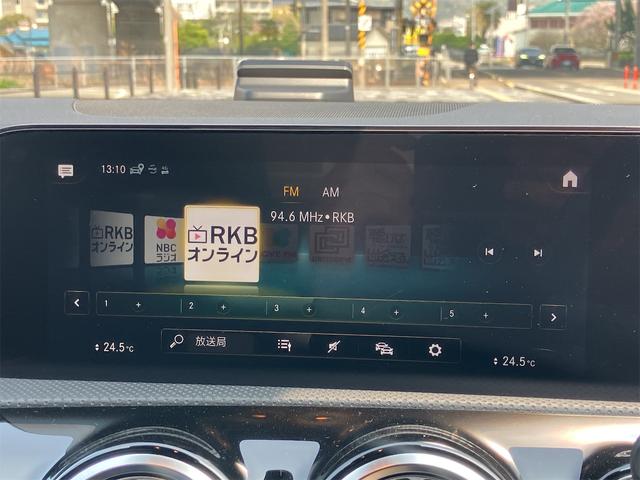 13:10
FM AM
94.6 MHz•RKB
RKB
オンライン
NBC
ラジオ
RKB
オンライン
1 + 2 + 3 + 4 + 5 +
放送局
24.5°C
24.5°C